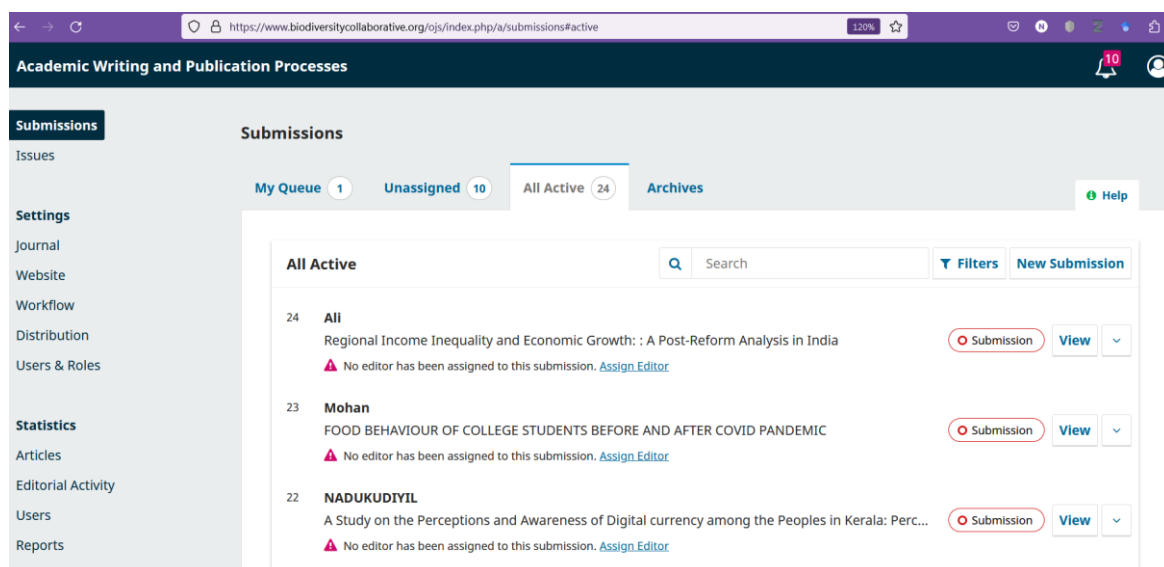 https://www.biodiversitycollaborative.org/ojs/index.php/a/submissions#active 120%
Academic Writing and Publication Processes 10
Submissions
Issues
Settings
Journal
Website
Workflow
Distribution
Users & Roles
Statistics
Articles
Editorial Activity
Users
Reports
Submissions
My Queue 1 Unassigned 10 All Active 24 Archives
Help
All Active Search Filters New Submission
24 Ali
Regional Income Inequality and Economic Growth: : A Post-Reform Analysis in India
Submission View
No editor has been assigned to this submission. Assign Editor
23 Mohan
FOOD BEHAVIOUR OF COLLEGE STUDENTS BEFORE AND AFTER COVID PANDEMIC
Submission View
No editor has been assigned to this submission. Assign Editor
22 NADUKUDIYIL
A Study on the Perceptions and Awareness of Digital currency among the Peoples in Kerala: Perc...
Submission View
No editor has been assigned to this submission. Assign Editor